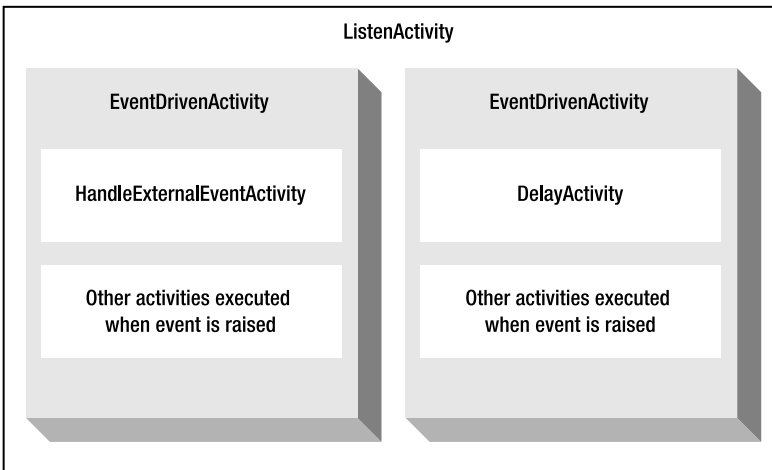 ListenActivity
EventDrivenActivity
HandleExternalEventActivity
Other activities executed
when event is raised
EventDrivenActivity
DelayActivity
Other activities executed
when event is raised